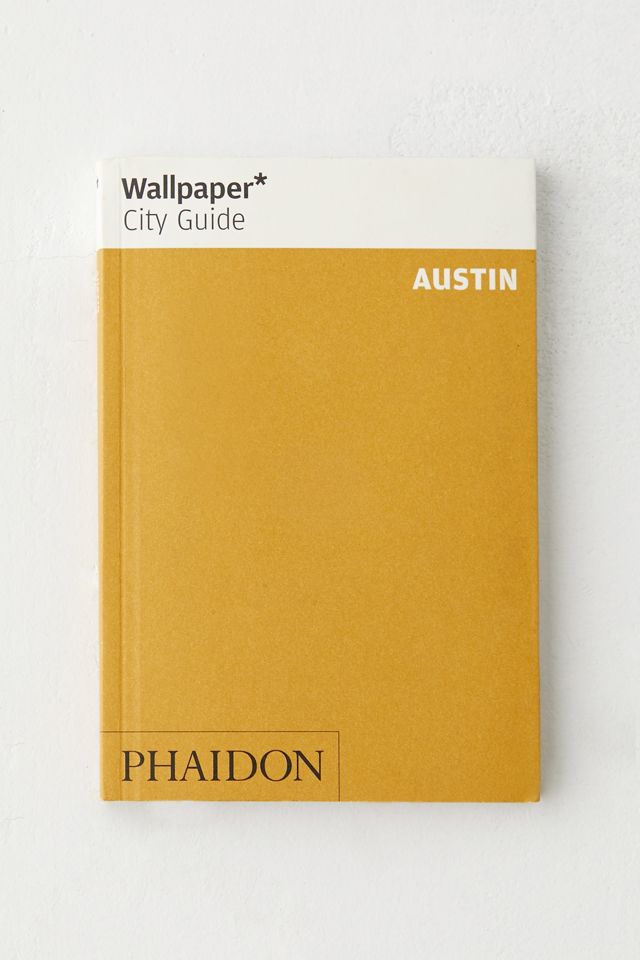 Wallpaper*
City Guide
AUSTIN
PHAIDON